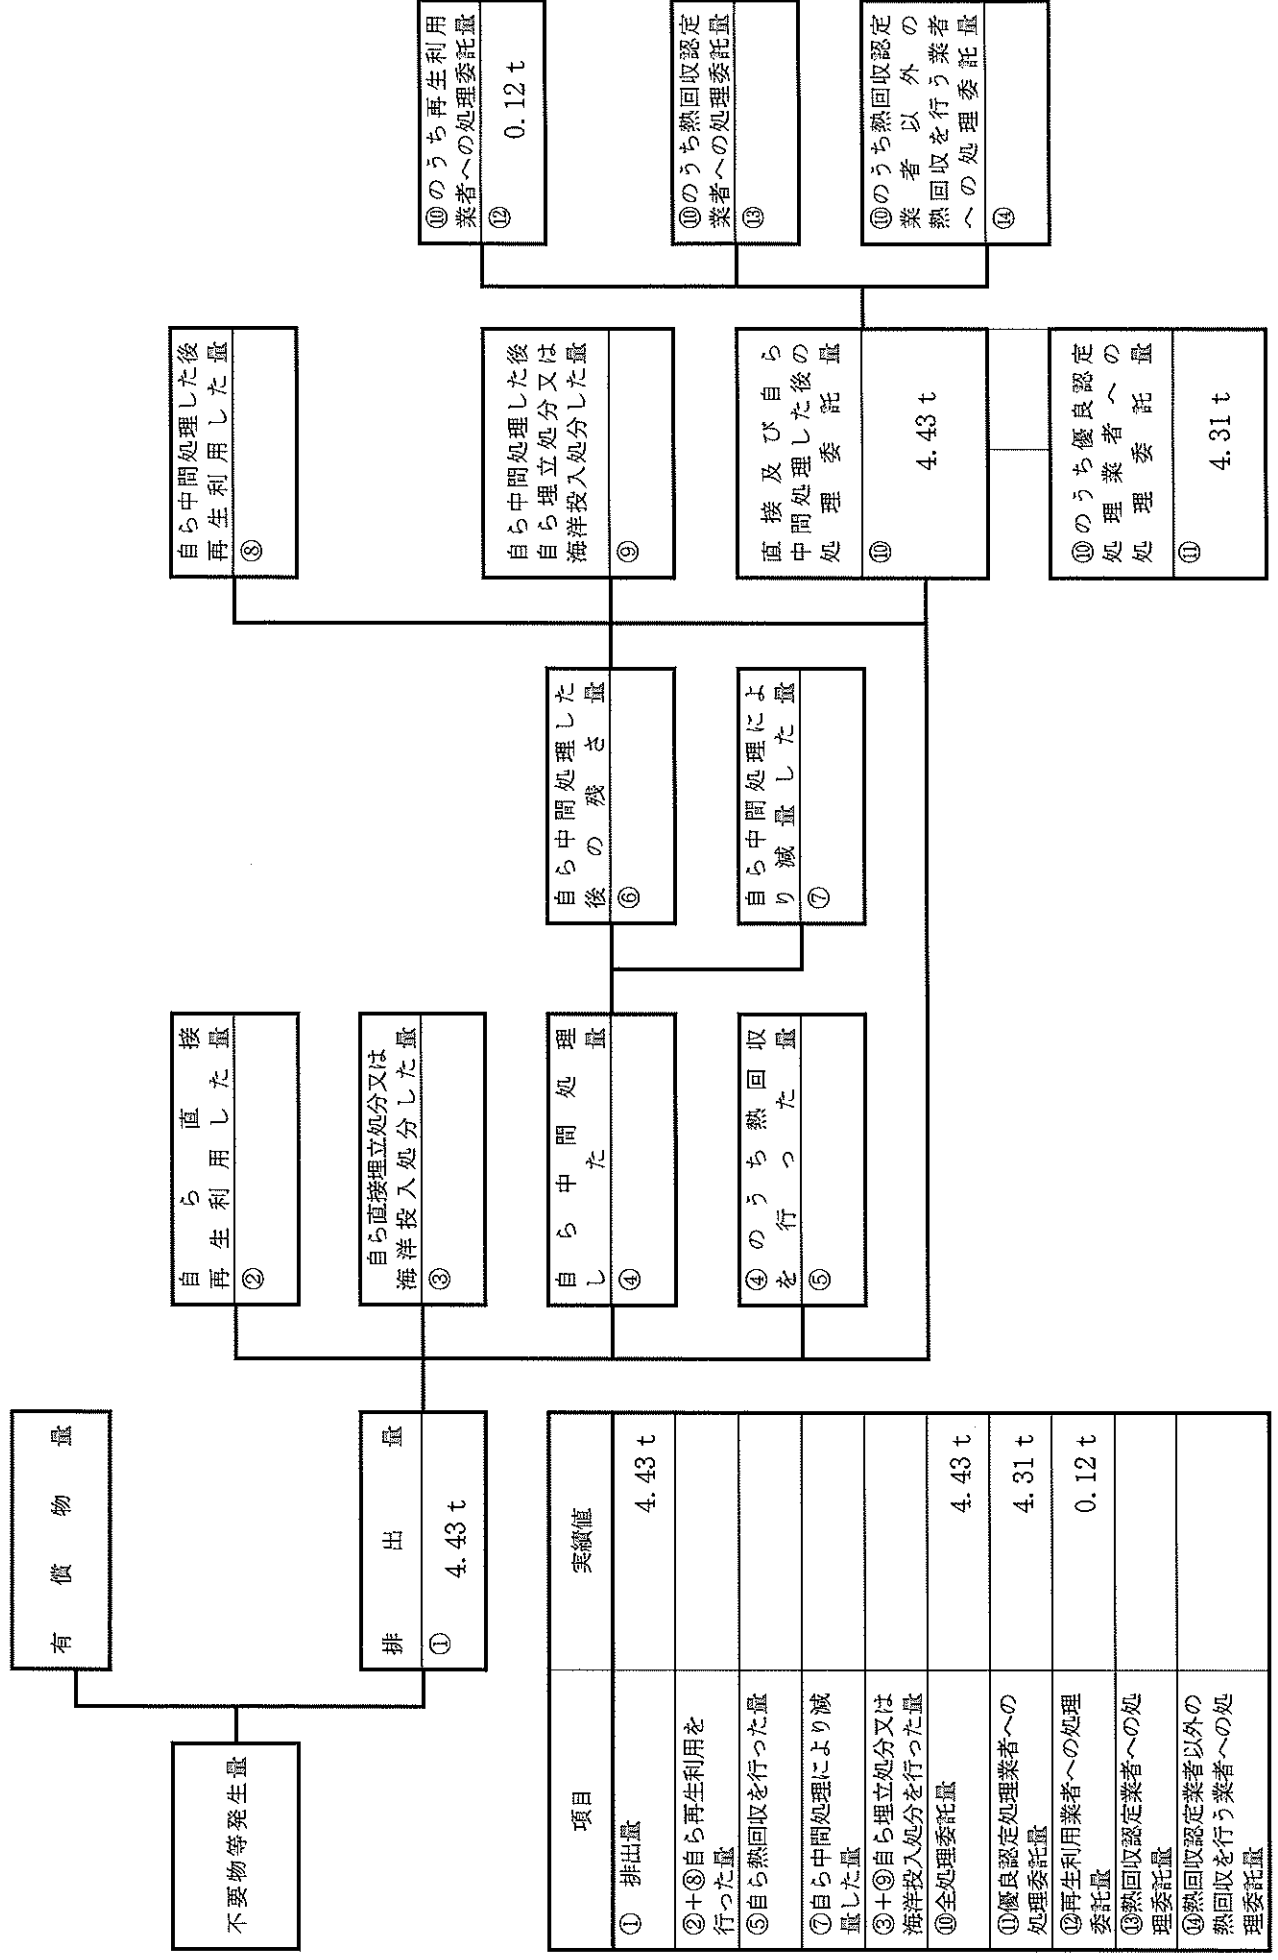 不要物等発生量
有償物量
排出量
①
4.43 t
自ら直接
再生利用した量
②
自ら直接埋立処分又は
海洋投入処分した量
③
自ら中間処理
した量
④
④のうち熱回収
を行った量
⑤
自ら中間処理した
後の残さ量
⑥
自ら中間処理によ
り減量した量
⑦
自ら中間処理した後
再生利用した量
⑧
自ら中間処理した後
自ら埋立処分又は
海洋投入処分した量
⑨
直接及び自ら
中間処理した後の
処理委託量
⑩
4.43 t
⑩のうち優良認定
処理業者への
処理委託量
⑪
4.31 t
⑩のうち再生利用
業者への処理委託量
⑫
0.12 t
⑩のうち熱回収認定
業者への処理委託量
⑬
⑩のうち熱回収認定
業者以外の
熱回収を行う業者
への処理委託量
⑭
項目 実績値
① 排出量 4.43 t
②+⑧自ら再生利用を
行った量
⑤自ら熱回収を行った量
⑦自ら中間処理により減
量した量
③+⑨自ら埋立処分又は
海洋投入処分を行った量
⑩全処理委託量 4.43 t
⑪優良認定処理業者への
処理委託量 4.31 t
⑫再生利用業者への処理
委託量 0.12 t
⑬熱回収認定業者への処
理委託量
⑭熱回収認定業者以外の
熱回収を行う業者への処
理委託量